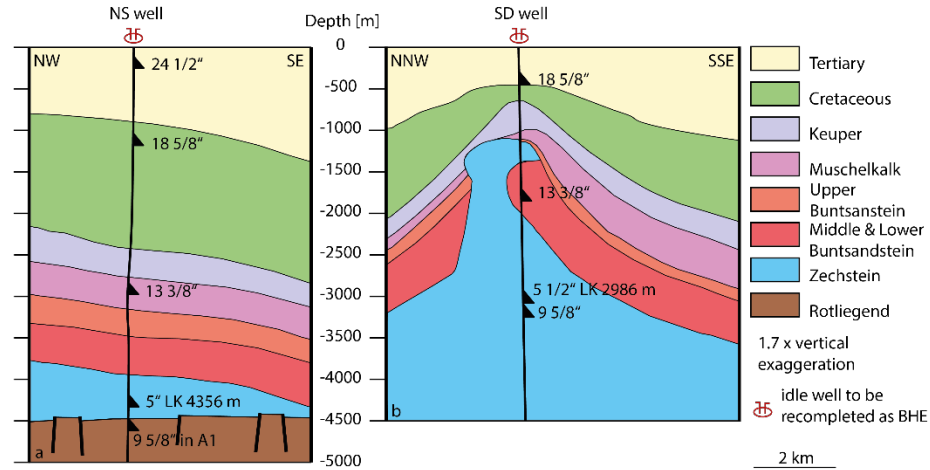 NS well
Depth [m]
SD well
NW
SE
24 1/2“
18 5/8“
13 3/8“
5“ LK 4356 m
9 5/8“ in A1
a
0
-500
-1000
-1500
-2000
-2500
-3000
-3500
-4000
-4500
-5000
NNW
SSE
18 5/8“
13 3/8“
5 1/2“ LK 2986 m
9 5/8“
b
Tertiary
Cretaceous
Keuper
Muschelkalk
Upper
Buntsanstein
Middle & Lower
Buntsandstein
Zechstein
Rotliegend
1.7 x vertical
exaggeration
idle well to be
recompleted as BHE
2 km